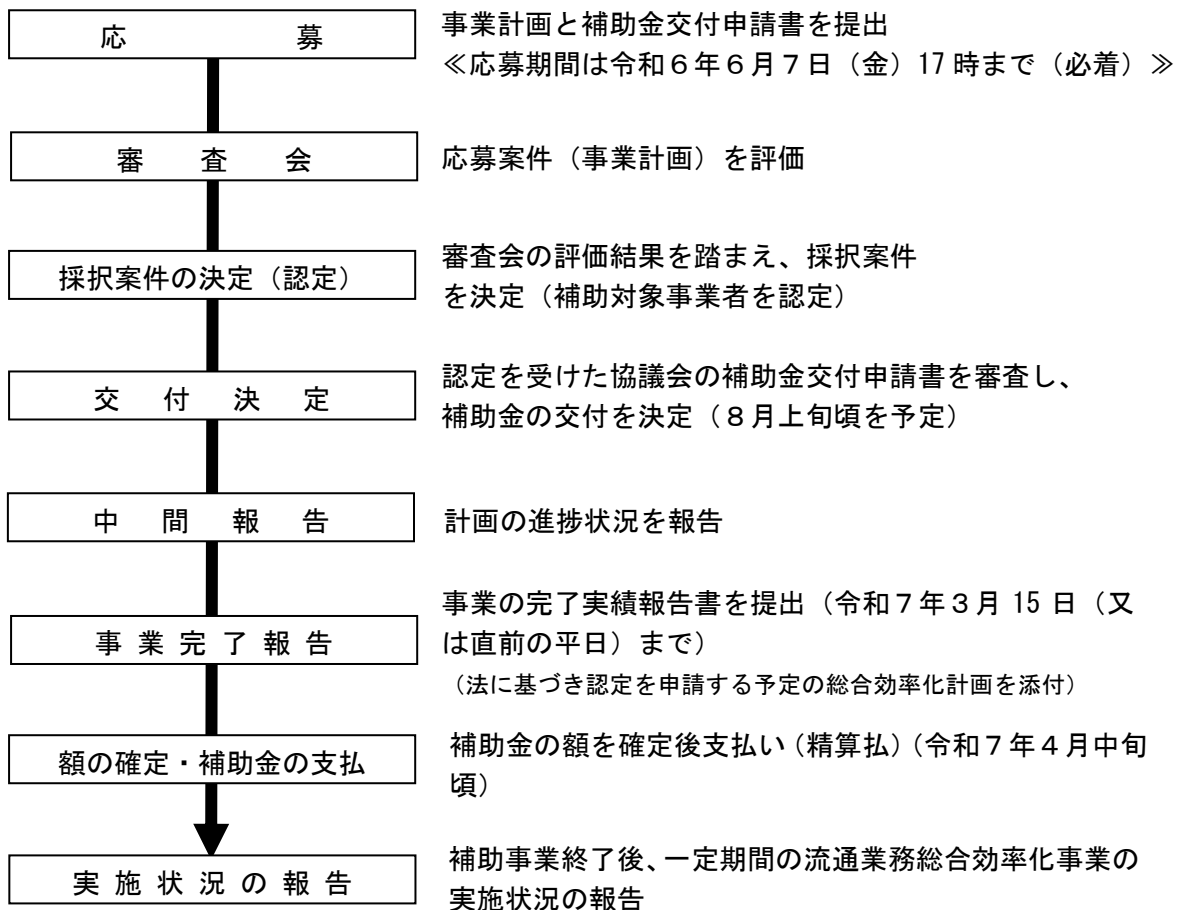 応募
事業計画と補助金交付申請書を提出
≪応募期間は令和６年６月７日（金）17時まで（必着）≫
審査会
応募案件（事業計画）を評価
採択案件の決定（認定）
審査会の評価結果を踏まえ、採択案件
を決定（補助対象事業者を認定）
交付決定
認定を受けた協議会の補助金交付申請書を審査し、
補助金の交付を決定（８月上旬頃を予定）
中間報告
計画の進捗状況を報告
事業完了報告
事業の完了実績報告書を提出（令和７年３月15日（又
は直前の平日）まで）
（法に基づき認定を申請する予定の総合効率化計画を添付）
額の確定・補助金の支払
補助金の額を確定後支払い（精算払）（令和７年４月中旬
頃）
実施状況の報告
補助事業終了後、一定期間の流通業務総合効率化事業の
実施状況の報告